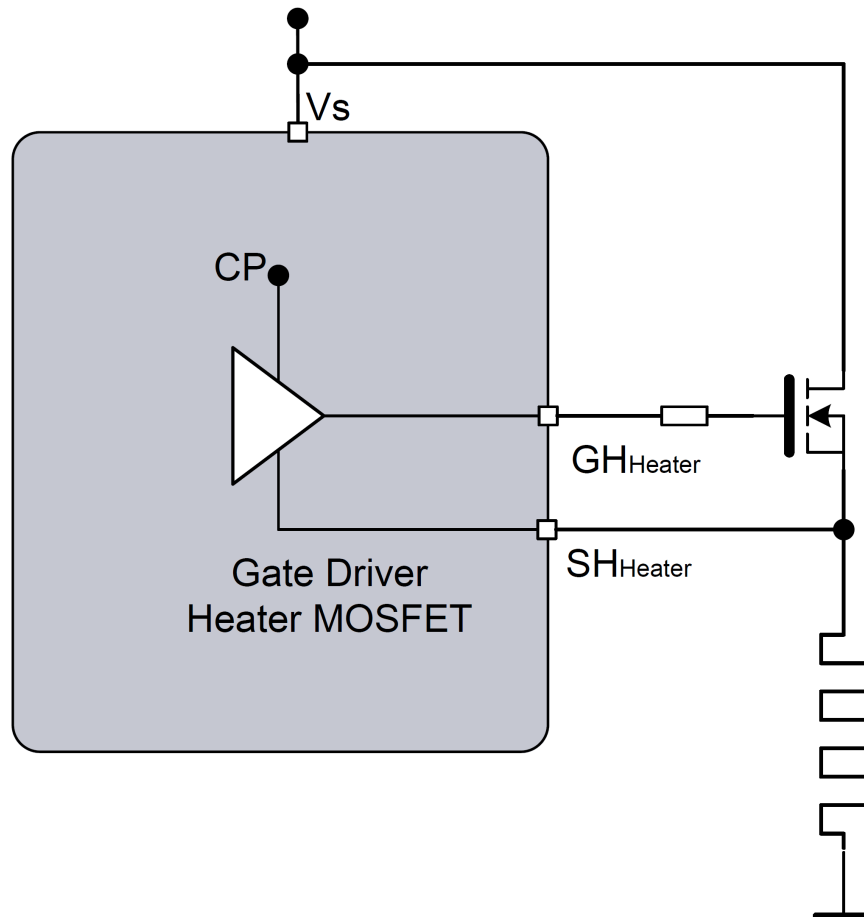 Vs
CP
GHHeater
SHHeater
Gate Driver
Heater MOSFET